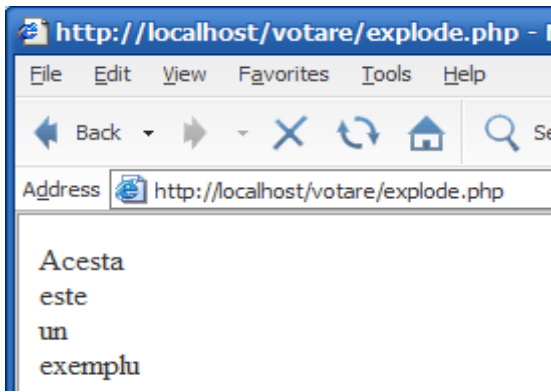 http://localhost/votare/explode.php -
File Edit View Favorites Tools Help
Back
Address http://localhost/votare/explode.php
Acesta
este
un
exemplu